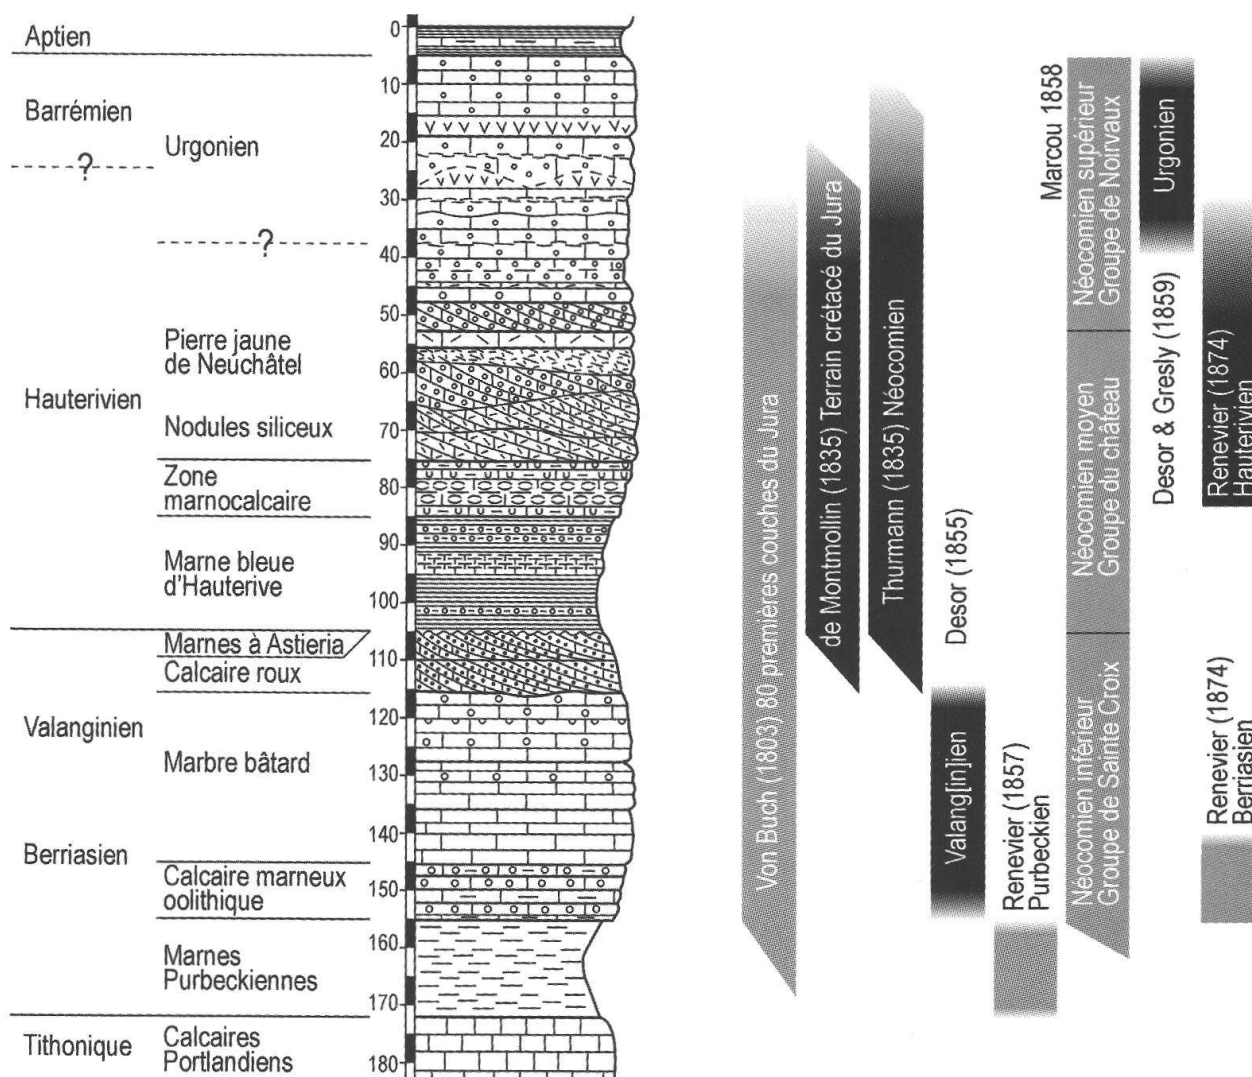 Aptien
Barrémien
?
Urgonien
?
Hauterivien
Pierre jaune
de Neuchâtel
Nodules siliceux
Zone
marnocalcaire
Marne bleue
d'Hauterive
Marnes à Astieria
Calcaire roux
Valanginien
Marbre bâtard
Berriasien
Calcaire marneux
oolithique
Marnes
Purbeckiennes
Tithonique
Calcaires
Portlandiens
0
10
20
30
40
50
60
70
80
90
100
110
120
130
140
150
160
170
180
Von Buch (1803) 80 premières couches du Jura
de Montmollin (1835) Terrain crétacé du Jura
Thurmann (1835) Néocomien
Desor (1855)
Valang[in]ien
Renevier (1857)
Purbeckien
Marcou 1858
Néocomien supérieur
Groupe de Noirvaux
Néocomien moyen
Groupe du château
Néocomien inférieur
Groupe de Sainte Croix
Urgonien
Desor & Gresly (1859)
Renevier (1874)
Hauterivien
Renevier (1874)
Berriasien